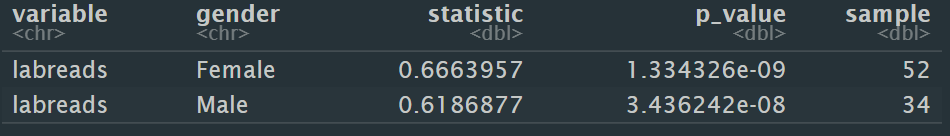 variable gender statistic p_value sample
<chr> <chr> <dbl> <dbl> <dbl>
labreads Female 0.6663957 1.334326e-09 52
labreads Male 0.6186877 3.436242e-08 34